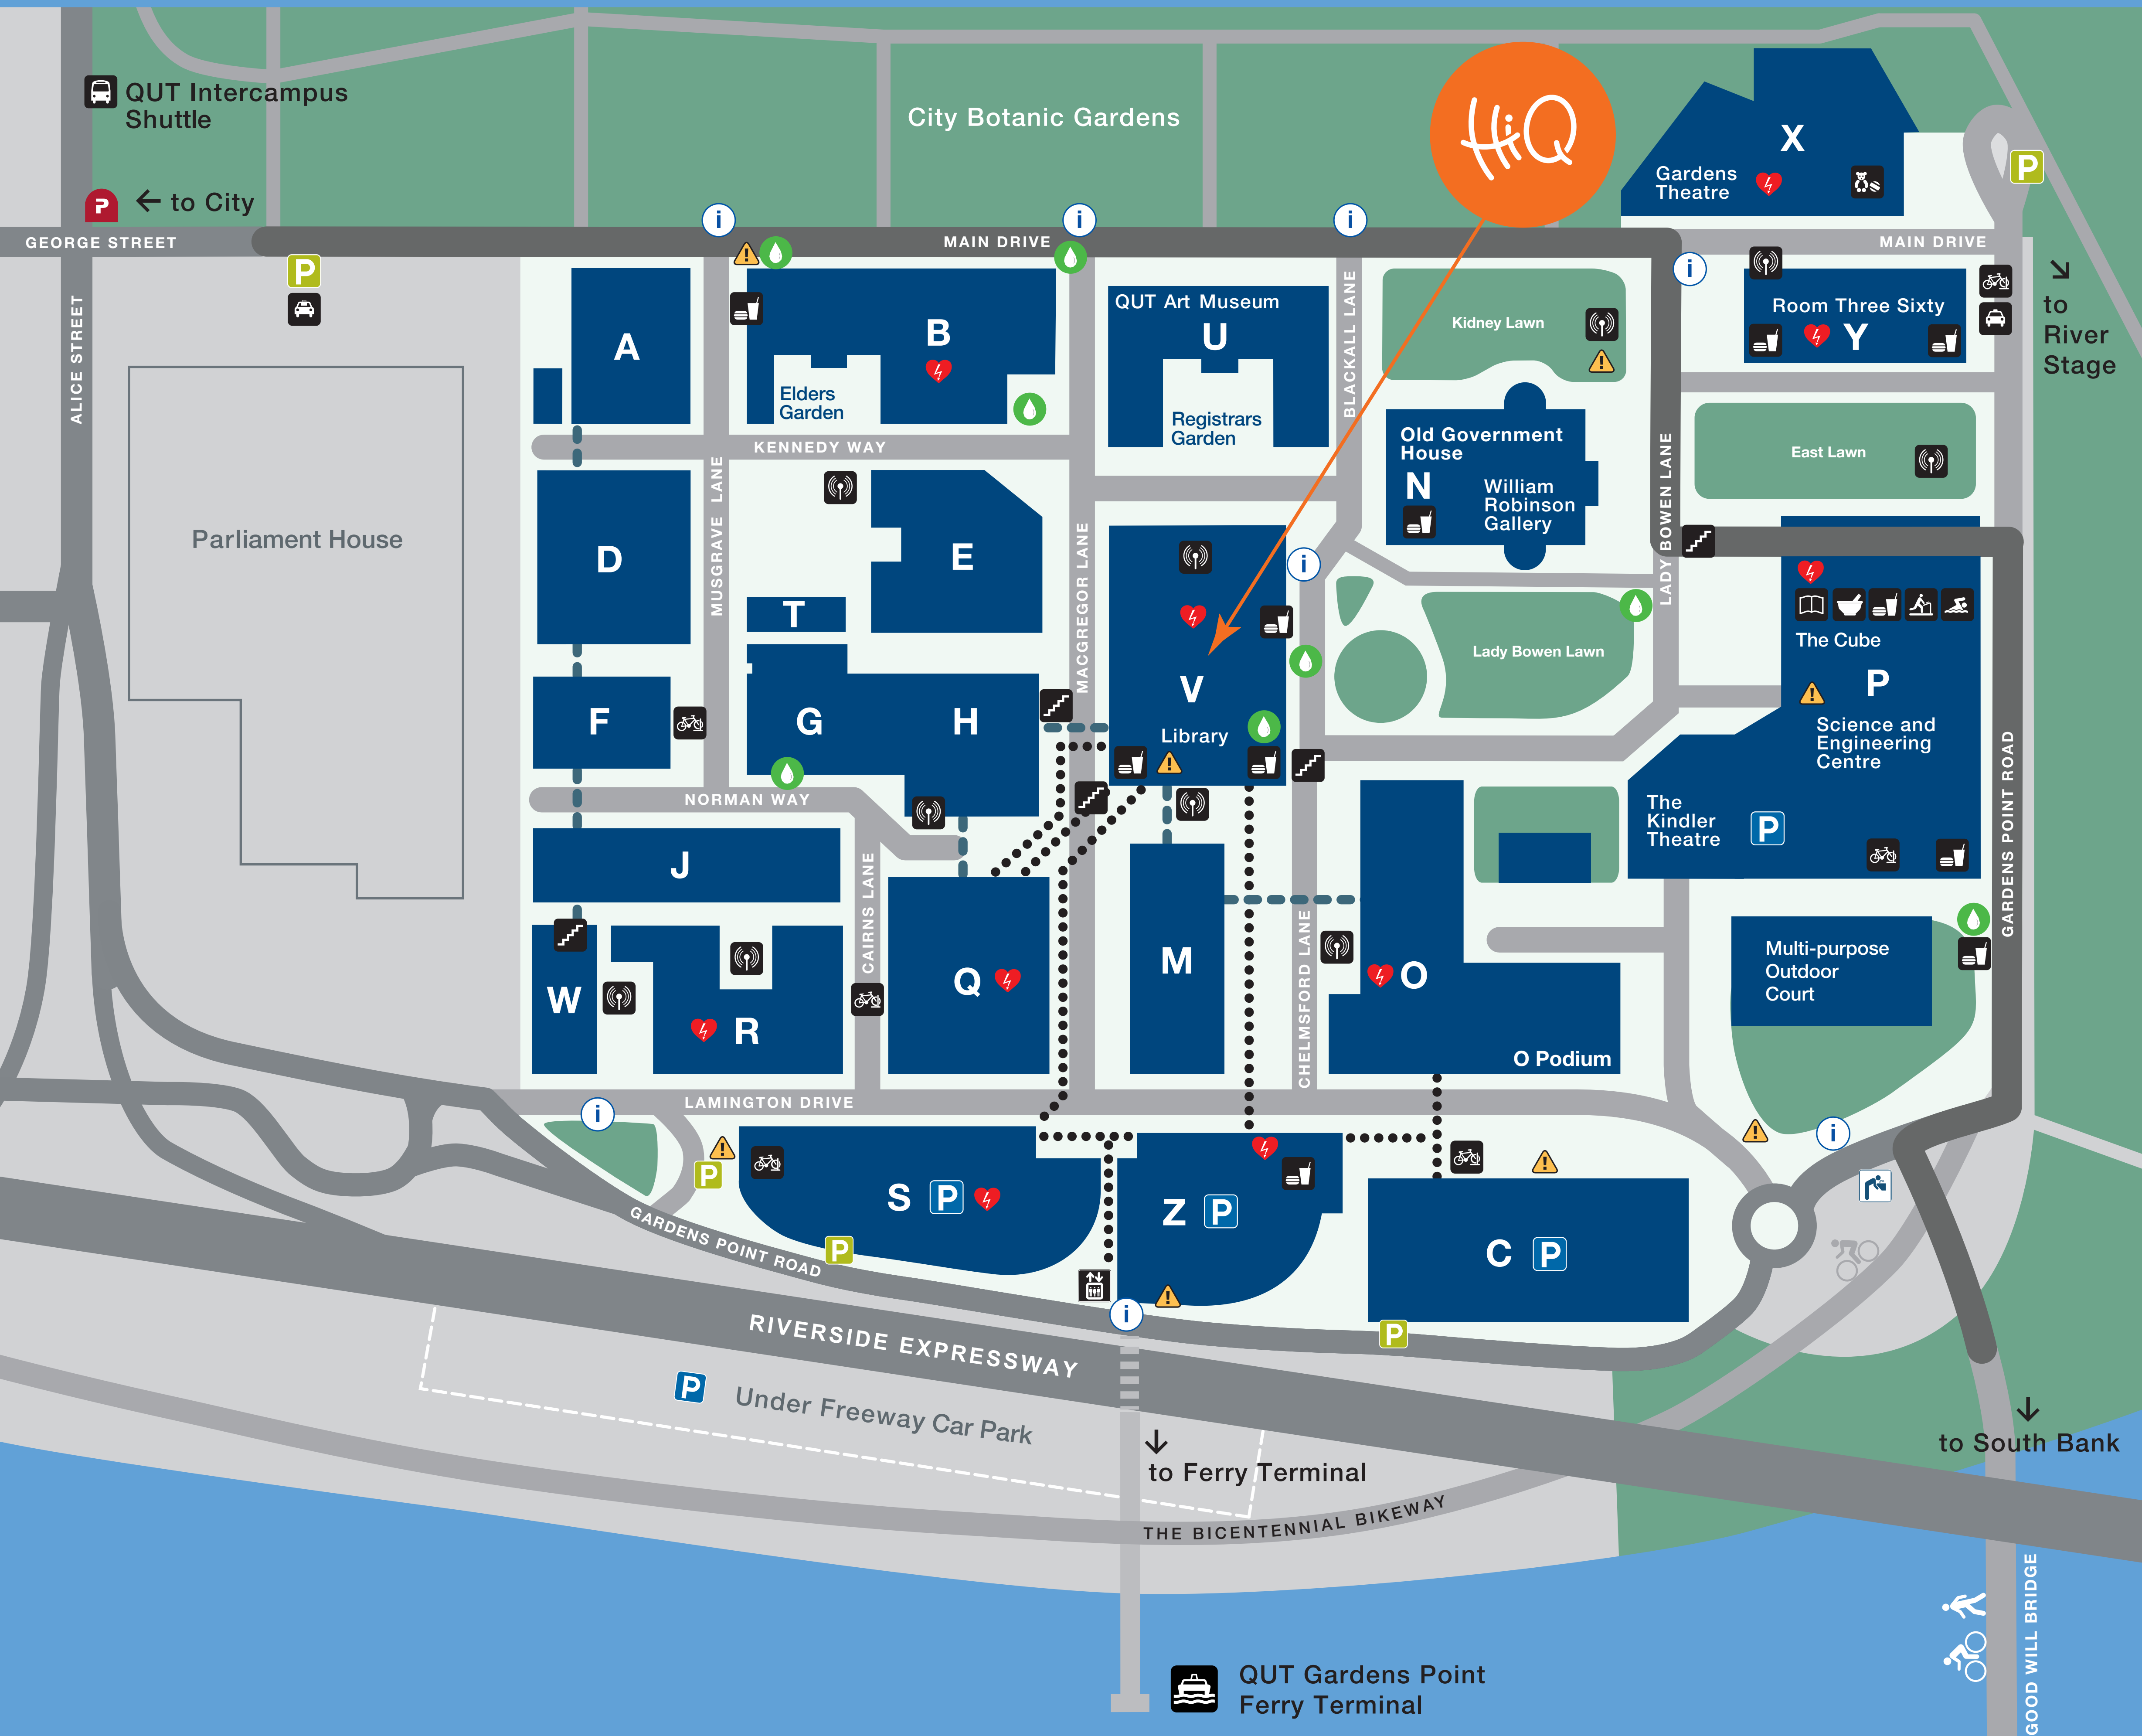 QUT Intercampus
Shuttle
City Botanic Gardens
HiQ
X
Gardens
Theatre
P
P
← to City
GEORGE STREET
MAIN DRIVE
MAIN DRIVE
i
i
i
i
P
ALICE STREET
A
B
Elders
Garden
QUT Art Museum
U
Registrars
Garden
BLACKALL LANE
Kidney Lawn
Room Three Sixty
Y
to
River
Stage
KENNEDY WAY
Old Government
House
N
William
Robinson
Gallery
LADY BOWEN LANE
East Lawn
Parliament House
D
MUSGRAVE LANE
E
T
MACGREGOR LANE
i
V
Library
Lady Bowen Lawn
The Cube
P
Science and
Engineering
Centre
The
Kindler
Theatre
P
GARDENS POINT ROAD
F
G
H
NORMAN WAY
J
CAIRNS LANE
W
R
Q
M
CHELMSFORD LANE
O
O Podium
Multi-purpose
Outdoor
Court
LAMINGTON DRIVE
i
i
P
S
P
Z
P
C
P
P
P
i
GARDENS POINT ROAD
RIVERSIDE EXPRESSWAY
P
Under Freeway Car Park
to Ferry Terminal
to South Bank
THE BICENTENNIAL BIKEWAY
GOOD WILL BRIDGE
QUT Gardens Point
Ferry Terminal